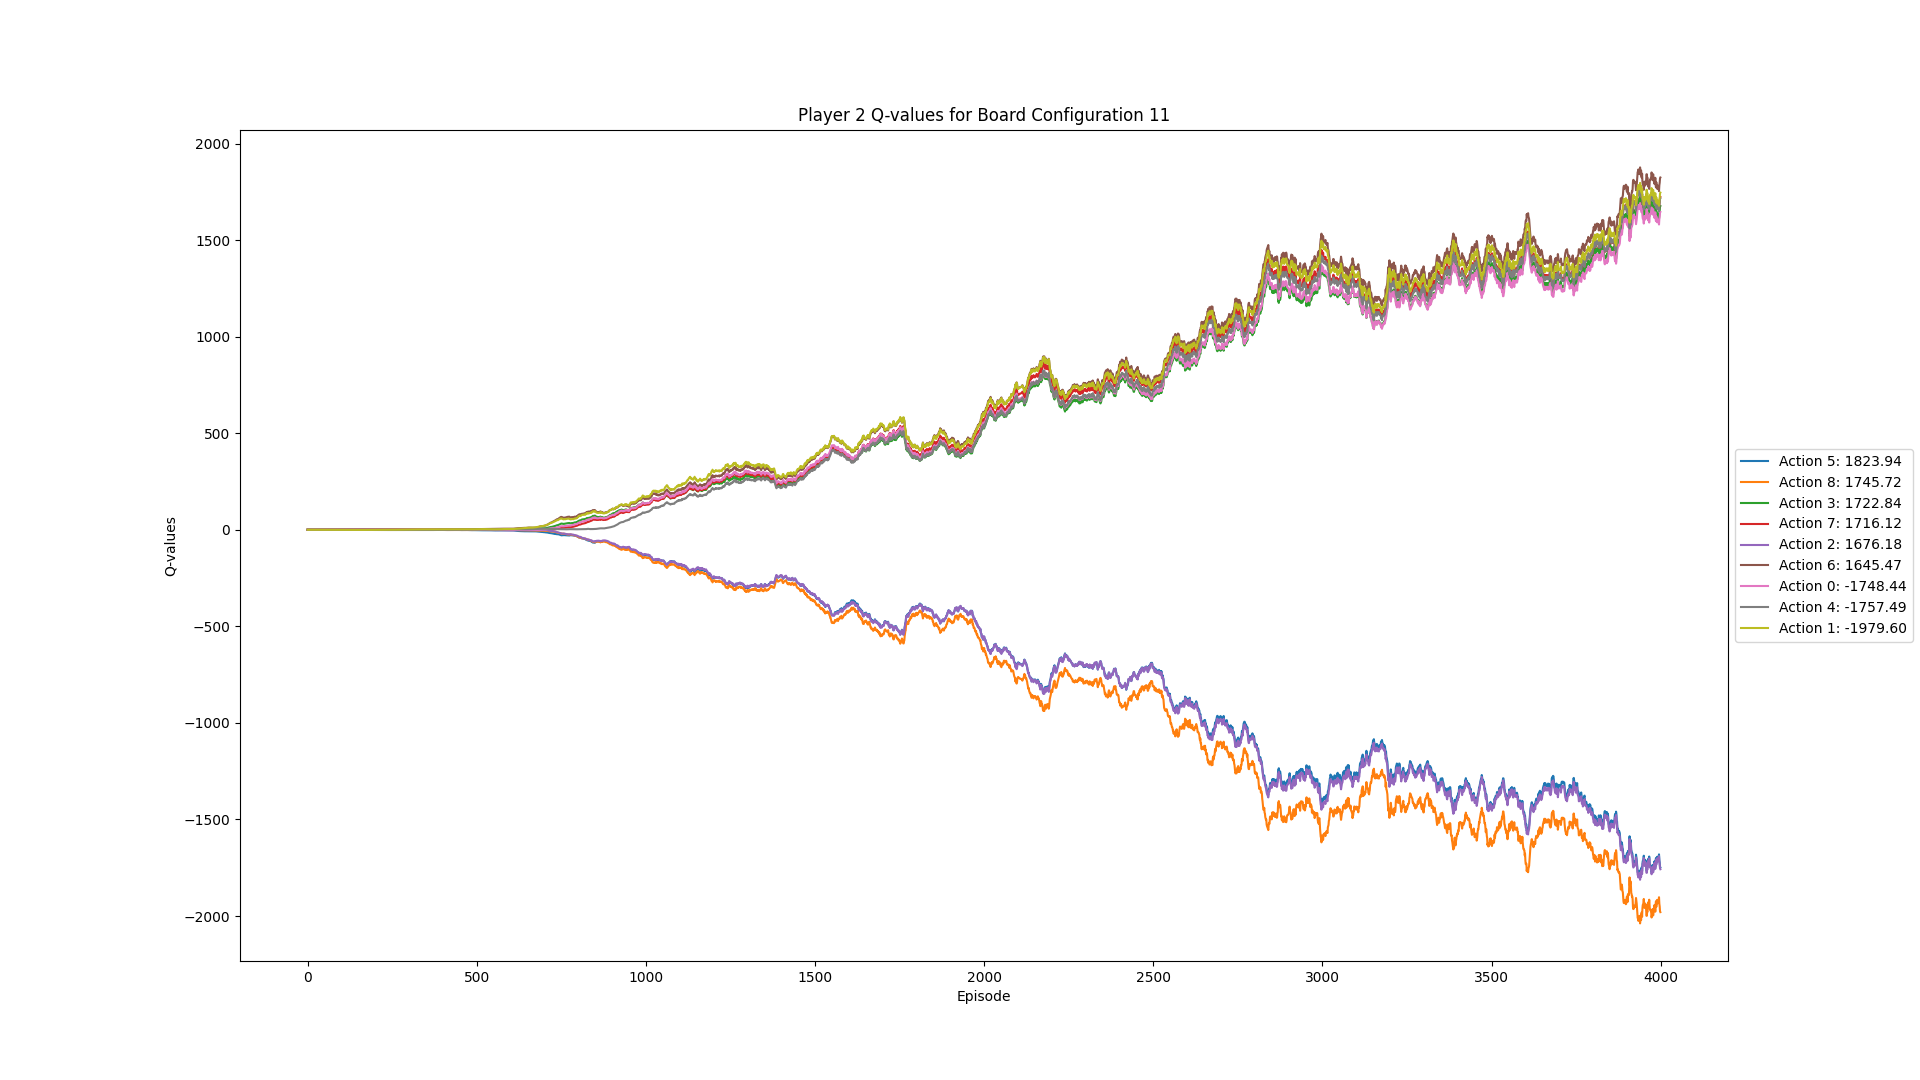 Player 2 Q-values for Board Configuration 11
2000
1500
1000
500
0
−500
−1000
−1500
−2000
Q-values
0
500
1000
1500
2000
2500
3000
3500
4000
Episode
Action 5: 1823.94
Action 8: 1745.72
Action 3: 1722.84
Action 7: 1716.12
Action 2: 1676.18
Action 6: 1645.47
Action 0: -1748.44
Action 4: -1757.49
Action 1: -1979.60